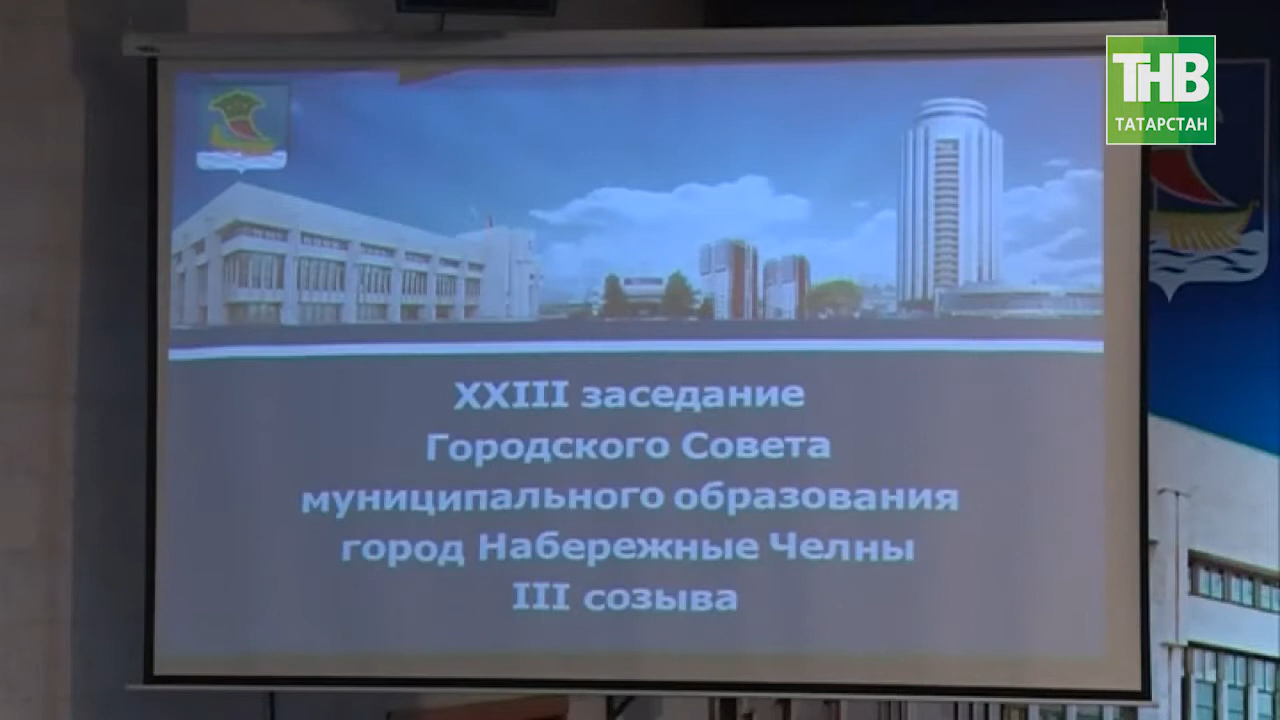 ТНВ
ТАТАРСТАН
XXIII заседание
Городского Совета
муниципального образования
город Набережные Челны
III созыва